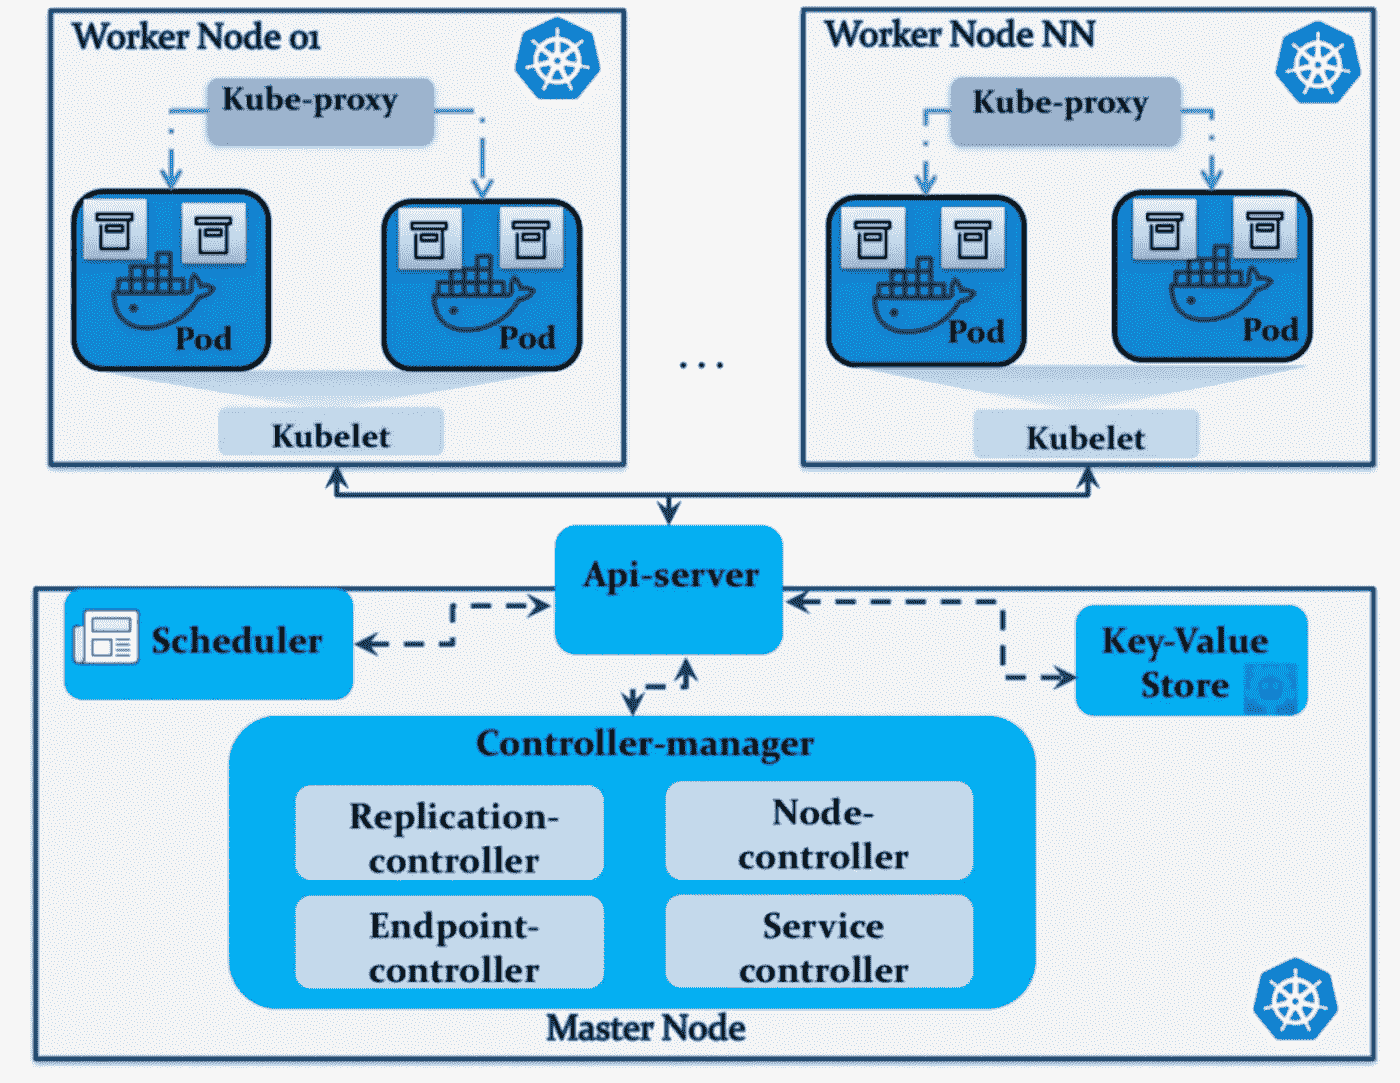 Worker Node 01
Kube-proxy
Pod
Pod
Kubelet
...
Worker Node NN
Kube-proxy
Pod
Pod
Kubelet
Api-server
Scheduler
Key-Value
Store
Controller-manager
Replication-
controller
Node-
controller
Endpoint-
controller
Service
controller
Master Node